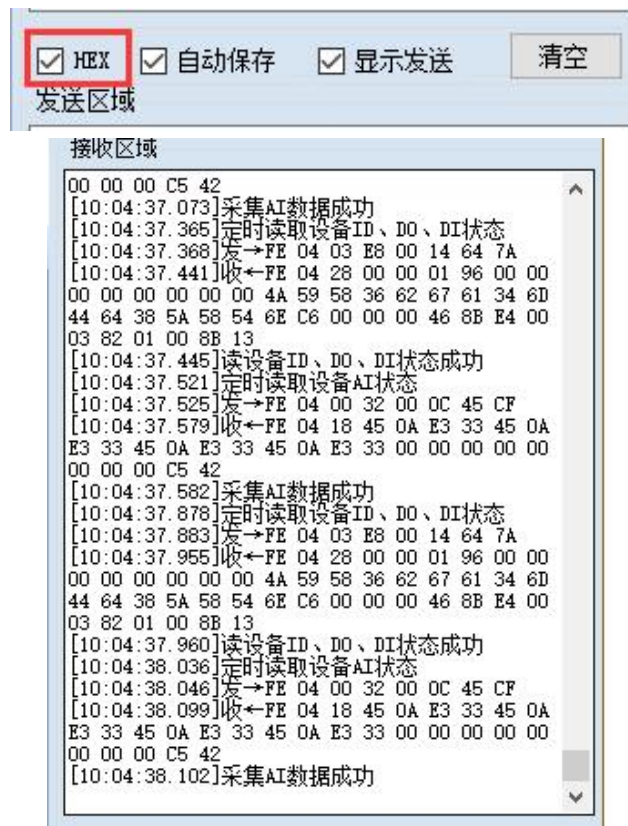 HEX 自动保存 显示发送 清空
发送区域
接收区域
00 00 00 C5 42
[10:04:37.073]采集AI数据成功
[10:04:37.365]定时读取设备ID、DO、DI状态
[10:04:37.368]发→FE 04 03 E8 00 14 64 7A
[10:04:37.441]收←FE 04 28 00 00 01 96 00 00
00 00 00 00 00 00 4A 59 58 36 62 67 61 34 6D
44 64 38 5A 58 54 6E C6 00 00 00 46 8B E4 00
03 82 01 00 8B 13
[10:04:37.445]读设备ID、DO、DI状态成功
[10:04:37.521]定时读取设备AI状态
[10:04:37.525]发→FE 04 00 32 00 0C 45 CF
[10:04:37.579]收←FE 04 18 45 0A E3 33 45 0A
E3 33 45 0A E3 33 45 0A E3 33 00 00 00 00 00
00 00 00 C5 42
[10:04:37.582]采集AI数据成功
[10:04:37.878]定时读取设备ID、DO、DI状态
[10:04:37.883]发→FE 04 03 E8 00 14 64 7A
[10:04:37.955]收←FE 04 28 00 00 01 96 00 00
00 00 00 00 00 00 4A 59 58 36 62 67 61 34 6D
44 64 38 5A 58 54 6E C6 00 00 00 46 8B E4 00
03 82 01 00 8B 13
[10:04:37.960]读设备ID、DO、DI状态成功
[10:04:38.036]定时读取设备AI状态
[10:04:38.046]发→FE 04 00 32 00 0C 45 CF
[10:04:38.099]收←FE 04 18 45 0A E3 33 45 0A
E3 33 45 0A E3 33 45 0A E3 33 00 00 00 00 00
00 00 00 C5 42
[10:04:38.102]采集AI数据成功